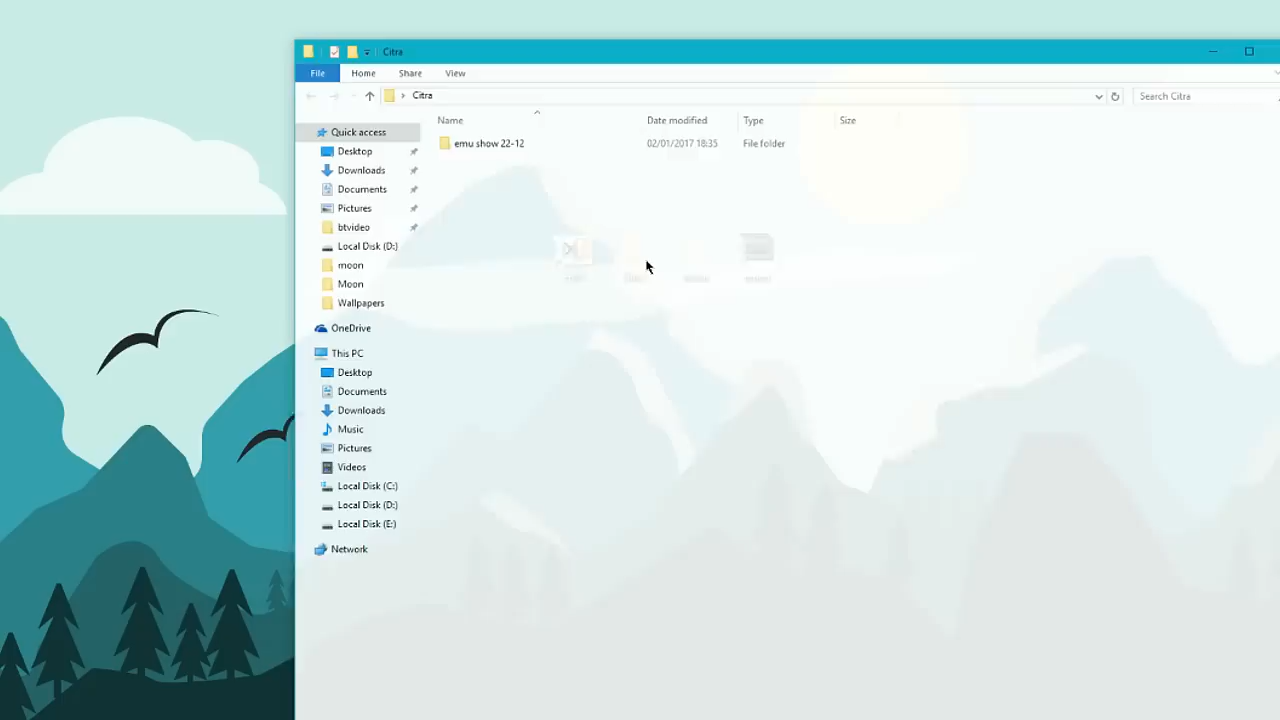 Citra
File Home Share View
Citra Search Citra
Name Date modified Type Size
emu show 22-12 02/01/2017 18:35 File folder
Quick access
Desktop
Downloads
Documents
Pictures
btvideo
Local Disk (D:)
moon
Moon
Wallpapers
OneDrive
This PC
Desktop
Documents
Downloads
Music
Pictures
Videos
Local Disk (C:)
Local Disk (D:)
Local Disk (E:)
Network